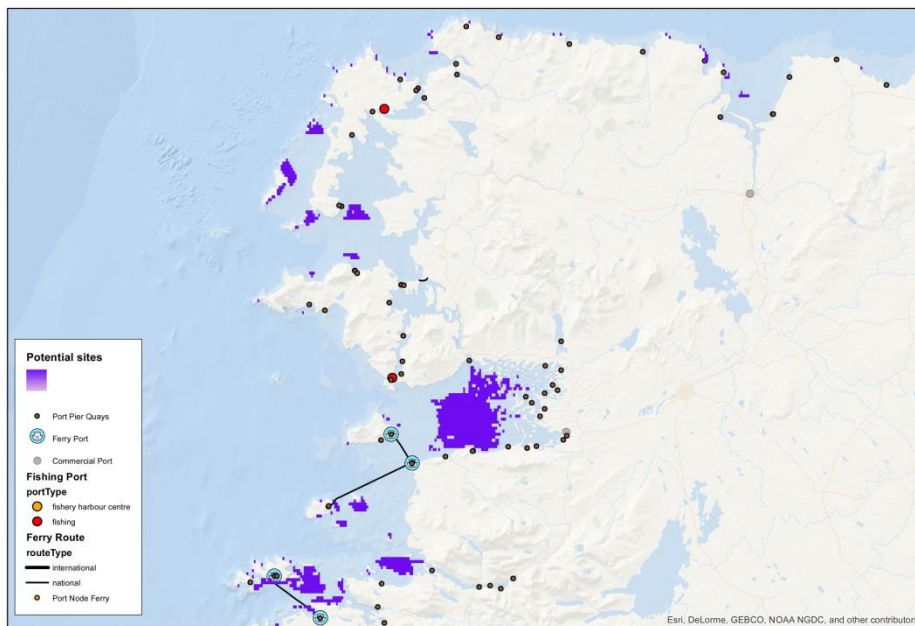 Potential sites
Port Pier Quays
Ferry Port
Commercial Port
Fishing Port
portType
fishery harbour centre
fishing
Ferry Route
routeType
international
national
Port Node Ferry
Esri, DeLorme, GEBCO, NOAA NGDC, and other contributors